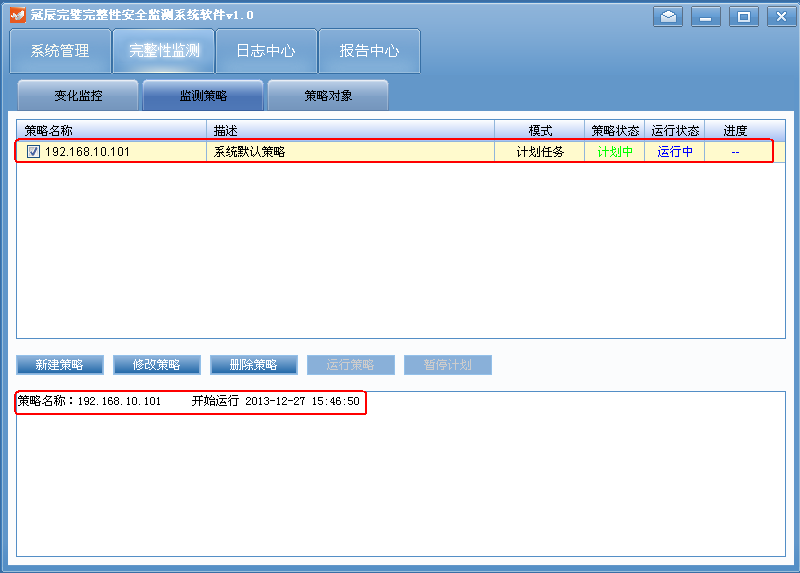 冠辰完璧完整性安全监测系统软件v1.0
系统管理 完整性监测 日志中心 报告中心
变化监控 监测策略 策略对象
策略名称 描述 模式 策略状态 运行状态 进度
192.168.10.101 系统默认策略 计划任务 计划中 运行中 --
新建策略 修改策略 删除策略 运行策略 暂停计划
策略名称：192.168.10.101 开始运行 2013-12-27 15:46:50